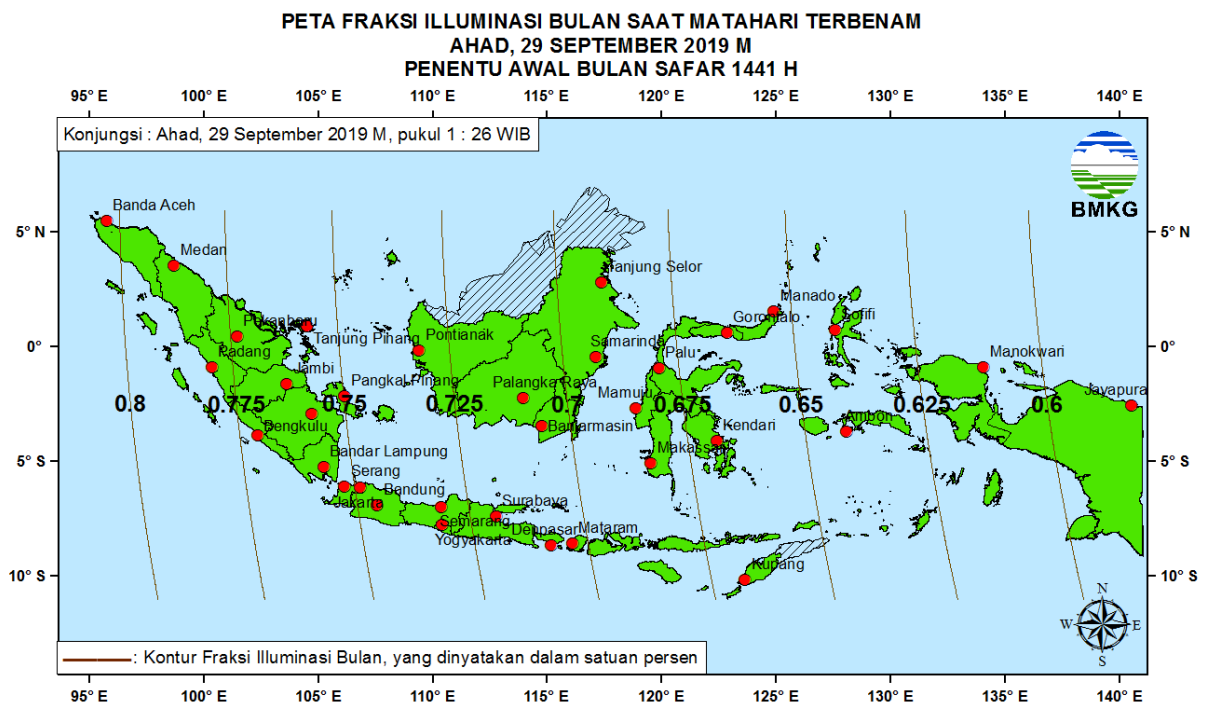 PETA FRAKSI ILLUMINASI BULAN SAAT MATAHARI TERBENAM
AHAD, 29 SEPTEMBER 2019 M
PENENTU AWAL BULAN SAFAR 1441 H
95° E 100° E 105° E 110° E 115° E 120° E 125° E 130° E 135° E 140° E
Konjungsi : Ahad, 29 September 2019 M, pukul 1 : 26 WIB
BMKG
Banda Aceh
5° N 5° N
Medan
Tanjung Selor
Manado
Pekanbaru
Tanjung Pinang
Pontianak
Gorontalo
Sofifi
0° 0°
Padang
Samarinda
Palu
Manokwari
Jambi
Pangkal Pinang
Palangka Raya
Mamuju
Jayapura
0.8 0.775 0.75 0.725 0.7 0.675 0.65 0.625 0.6
Bengkulu
Banjarmasin
Kendari
Ambon
Bandar Lampung
Makassar
5° S 5° S
Serang
Jakarta
Bandung
Surabaya
Semarang
Denpasar
Mataram
Yogyakarta
Kupang
10° S 10° S
N
W E
S
: Kontur Fraksi Illuminasi Bulan, yang dinyatakan dalam satuan persen
95° E 100° E 105° E 110° E 115° E 120° E 125° E 130° E 135° E 140° E